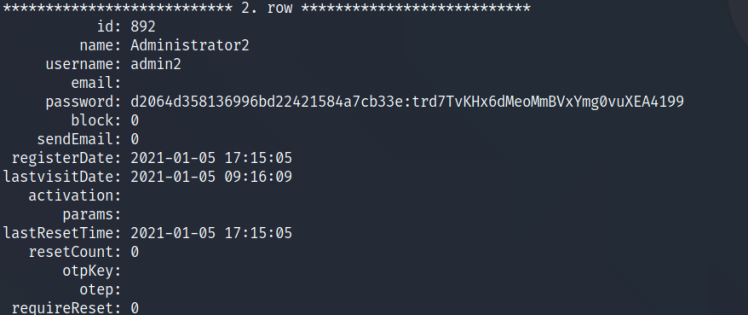 *************************** 2. row ***************************
id: 892
name: Administrator2
username: admin2
email:
password: d2064d358136996bd22421584a7cb33e:trd7TvKHx6dMeoMmBVxYmg0vuXEA4199
block: 0
sendEmail: 0
registerDate: 2021-01-05 17:15:05
lastvisitDate: 2021-01-05 09:16:09
activation:
params:
lastResetTime: 2021-01-05 17:15:05
resetCount: 0
otpKey:
otep:
requireReset: 0